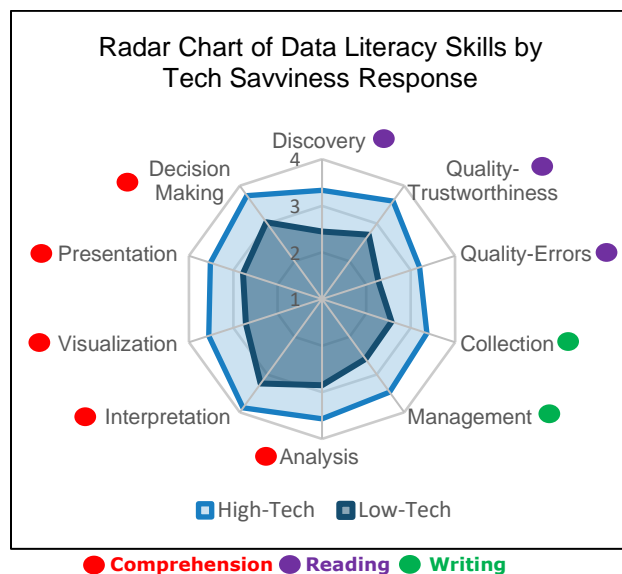 Radar Chart of Data Literacy Skills by
Tech Savviness Response
Discovery
Decision
Making
Quality-
Trustworthiness
4
3
2
1
Presentation
Quality-Errors
Visualization
Collection
Interpretation
Management
Analysis
High-Tech
Low-Tech
Comprehension
Reading
Writing